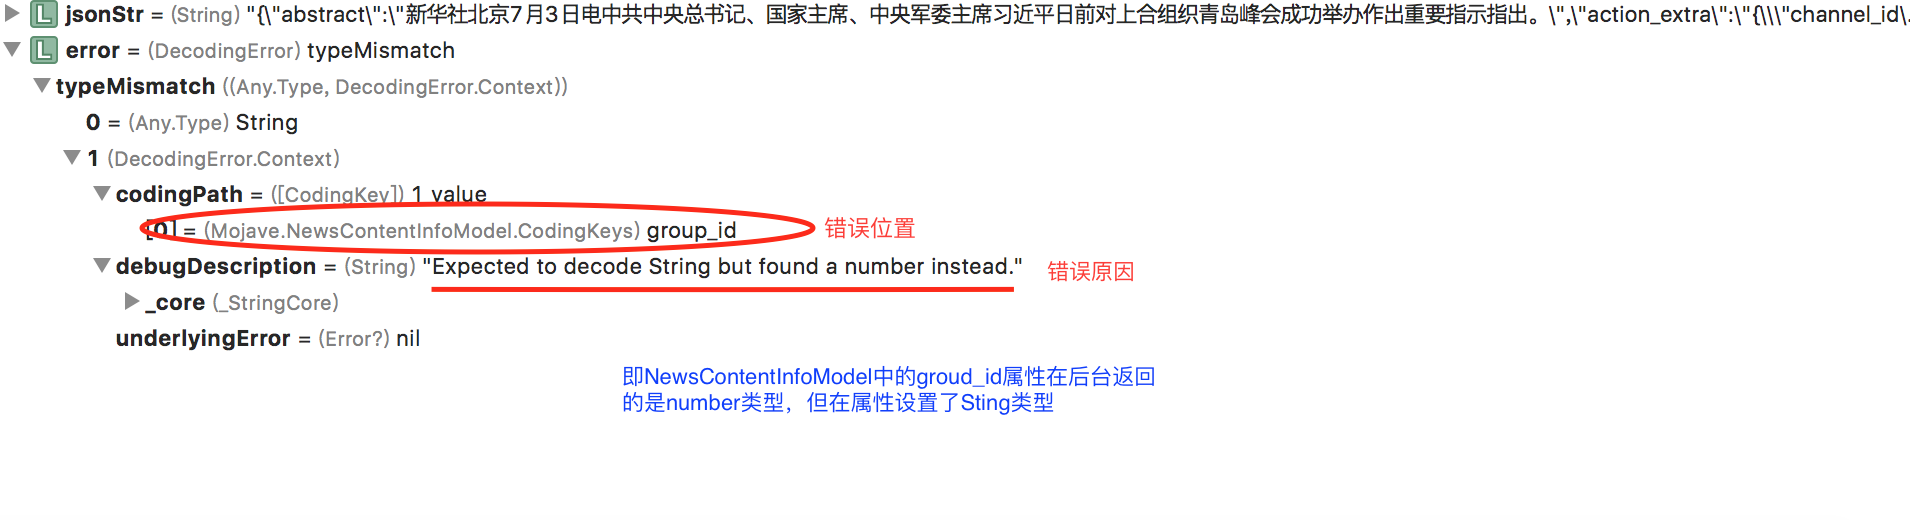 L jsonStr = (String) "{\"abstract\":\"新华社北京7月3日电中共中央总书记、国家主席、中央军委主席习近平日前对上合组织青岛峰会成功举办作出重要指示指出。\",\"action_extra\":\"{\\\"channel_id\.
L error = (DecodingError) typeMismatch
typeMismatch ((Any.Type, DecodingError.Context))
0 = (Any.Type) String
1 (DecodingError.Context)
codingPath = ([CodingKey]) 1 value
[0] = (Mojave.NewsContentInfoModel.CodingKeys) group_id 错误位置
debugDescription = (String) "Expected to decode String but found a number instead." 错误原因
_core (_StringCore)
underlyingError = (Error?) nil
即NewsContentInfoModel中的groud_id属性在后台返回
的是number类型，但在属性设置了Sting类型